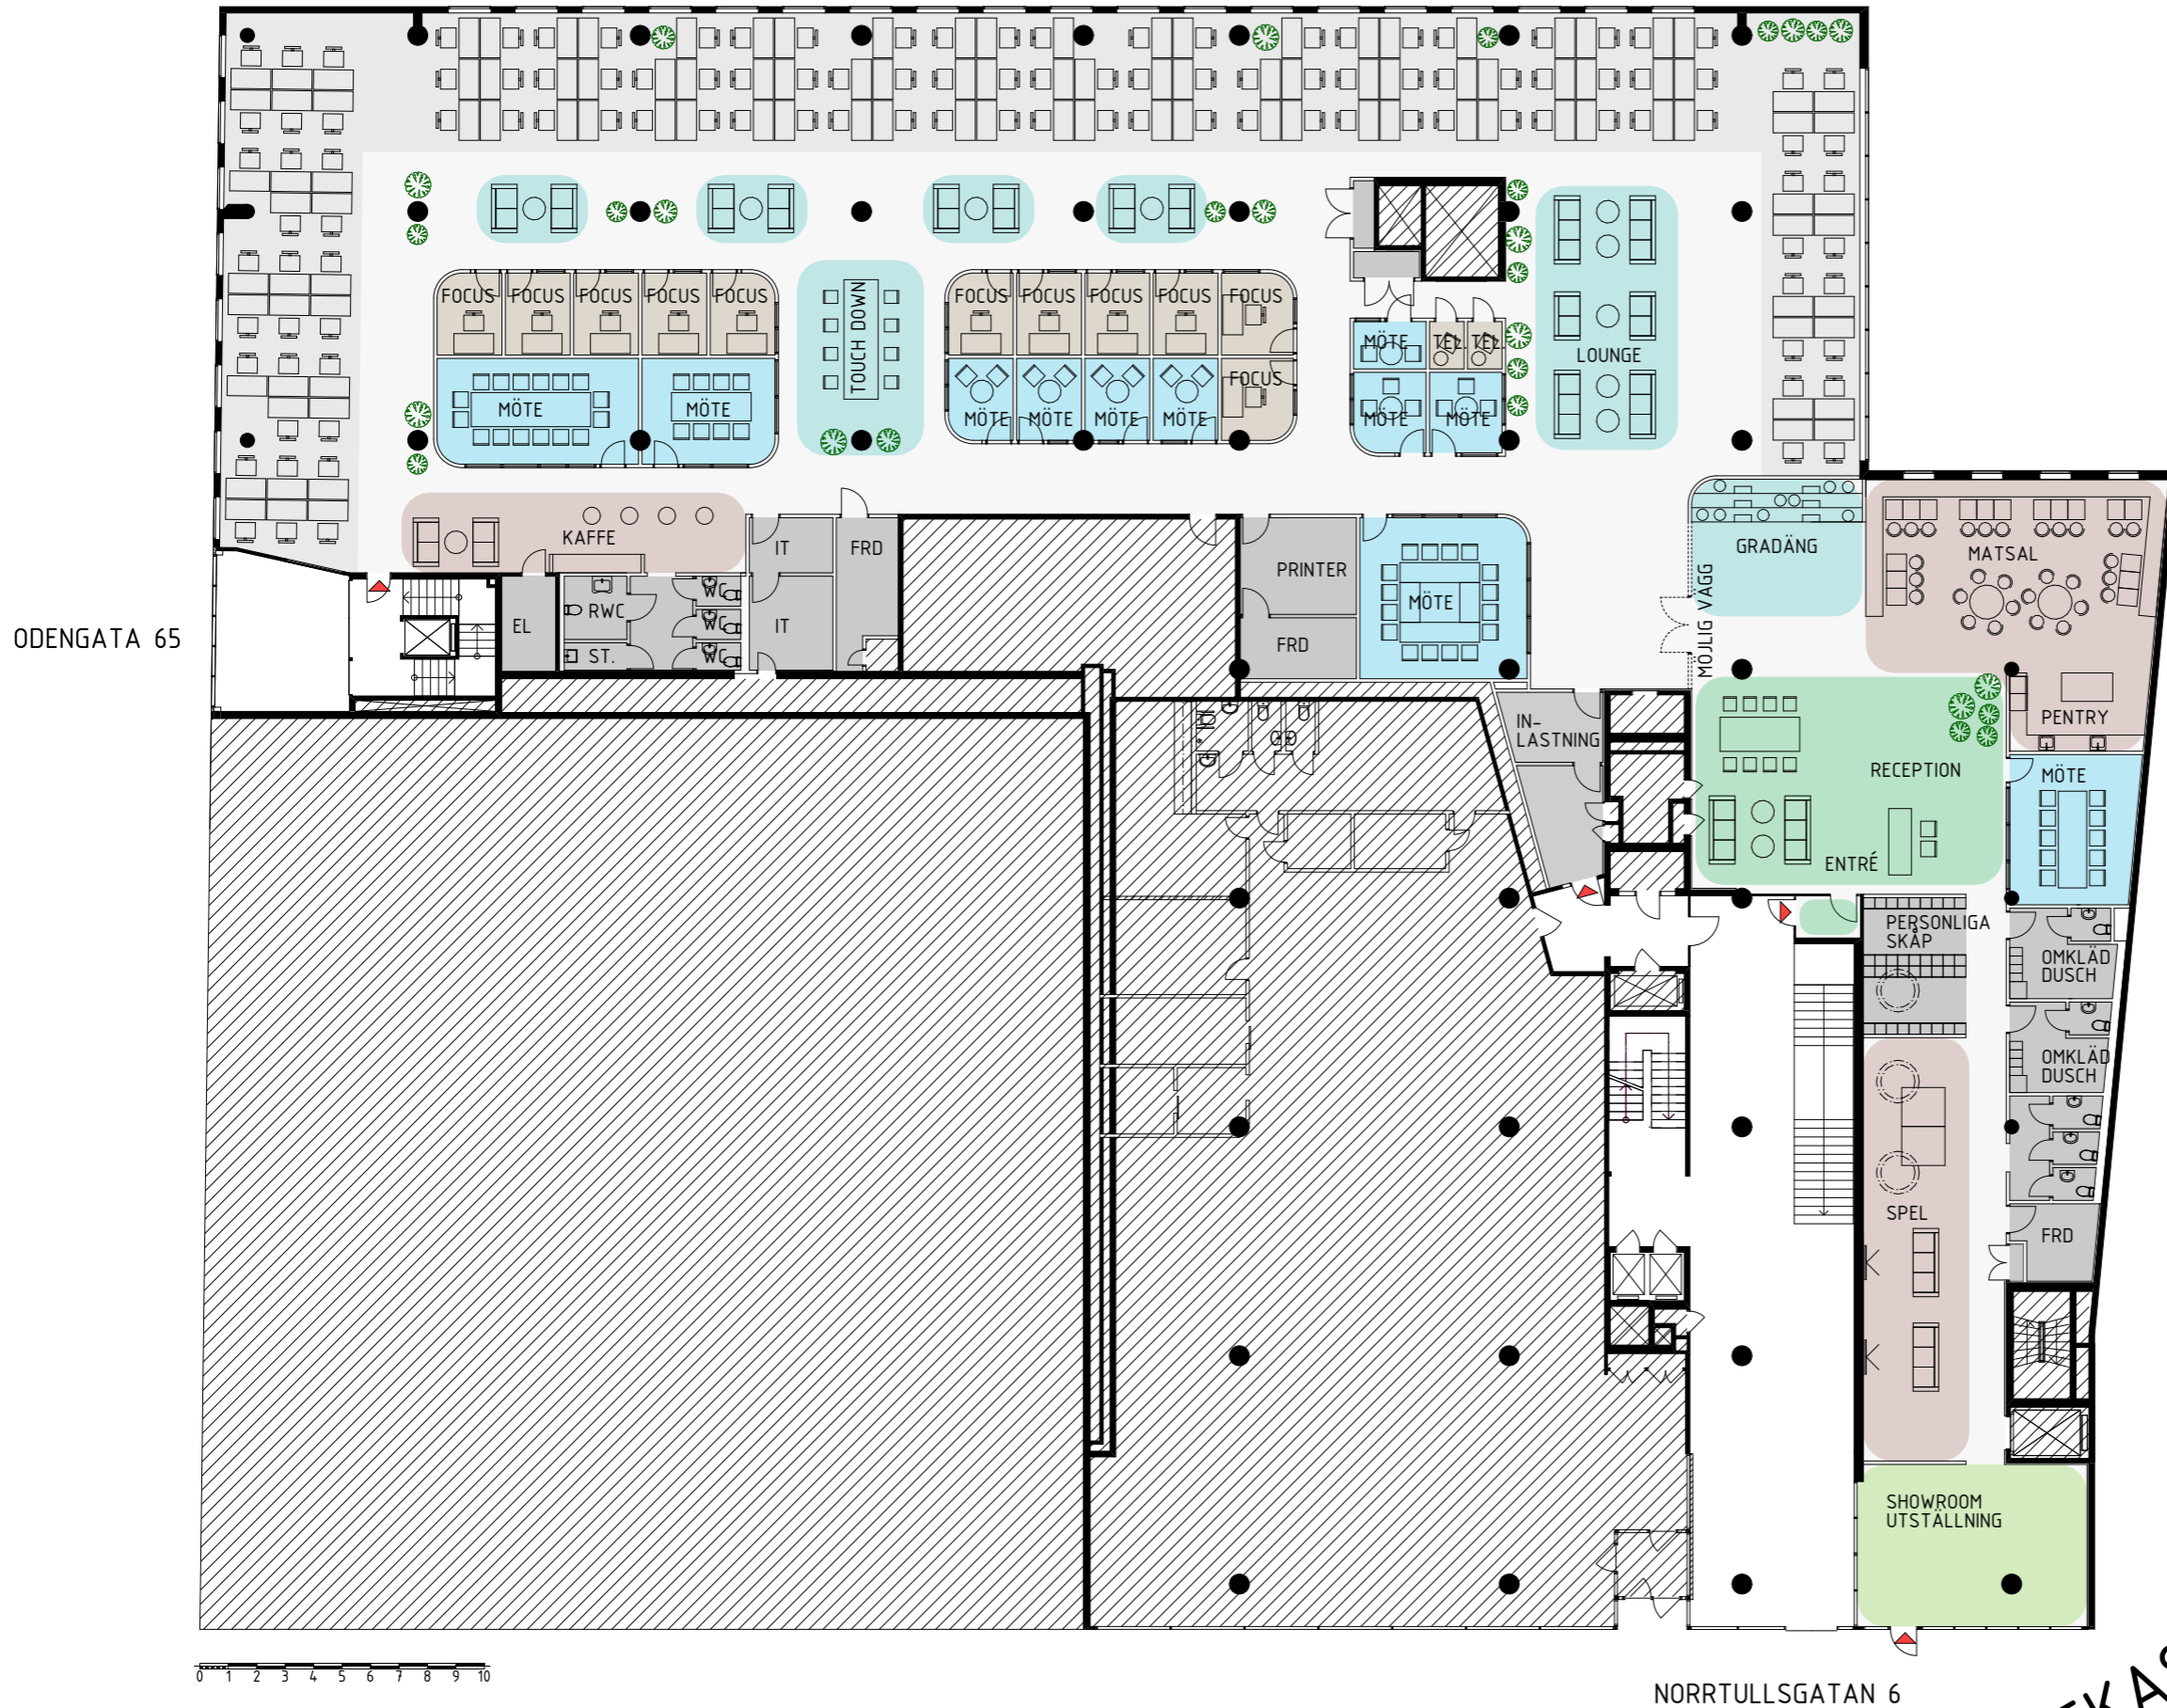 FOCUS FOCUS FOCUS FOCUS FOCUS
FOCUS FOCUS FOCUS FOCUS FOCUS
TOUCH DOWN
MÖTE TEL. TEL.
LOUNGE
FOCUS
MÖTE MÖTE
MÖTE MÖTE MÖTE MÖTE
MÖTE MÖTE
KAFFE
IT
FRD
PRINTER
MÖTE
GRADÄNG
MATSAL
MÖJLIG VÄGG
ODENGATA 65
EL
RWC
WC
WC
WC
ST.
IT
FRD
PENTRY
IN-
LASTNING
RECEPTION
MÖTE
ENTRÉ
PERSONLIGA
SKÅP
OMKLÄD
DUSCH
OMKLÄD
DUSCH
SPEL
FRD
SHOWROOM
UTSTÄLLNING
0 1 2 3 4 5 6 7 8 9 10
NORRTULLSGATAN 6